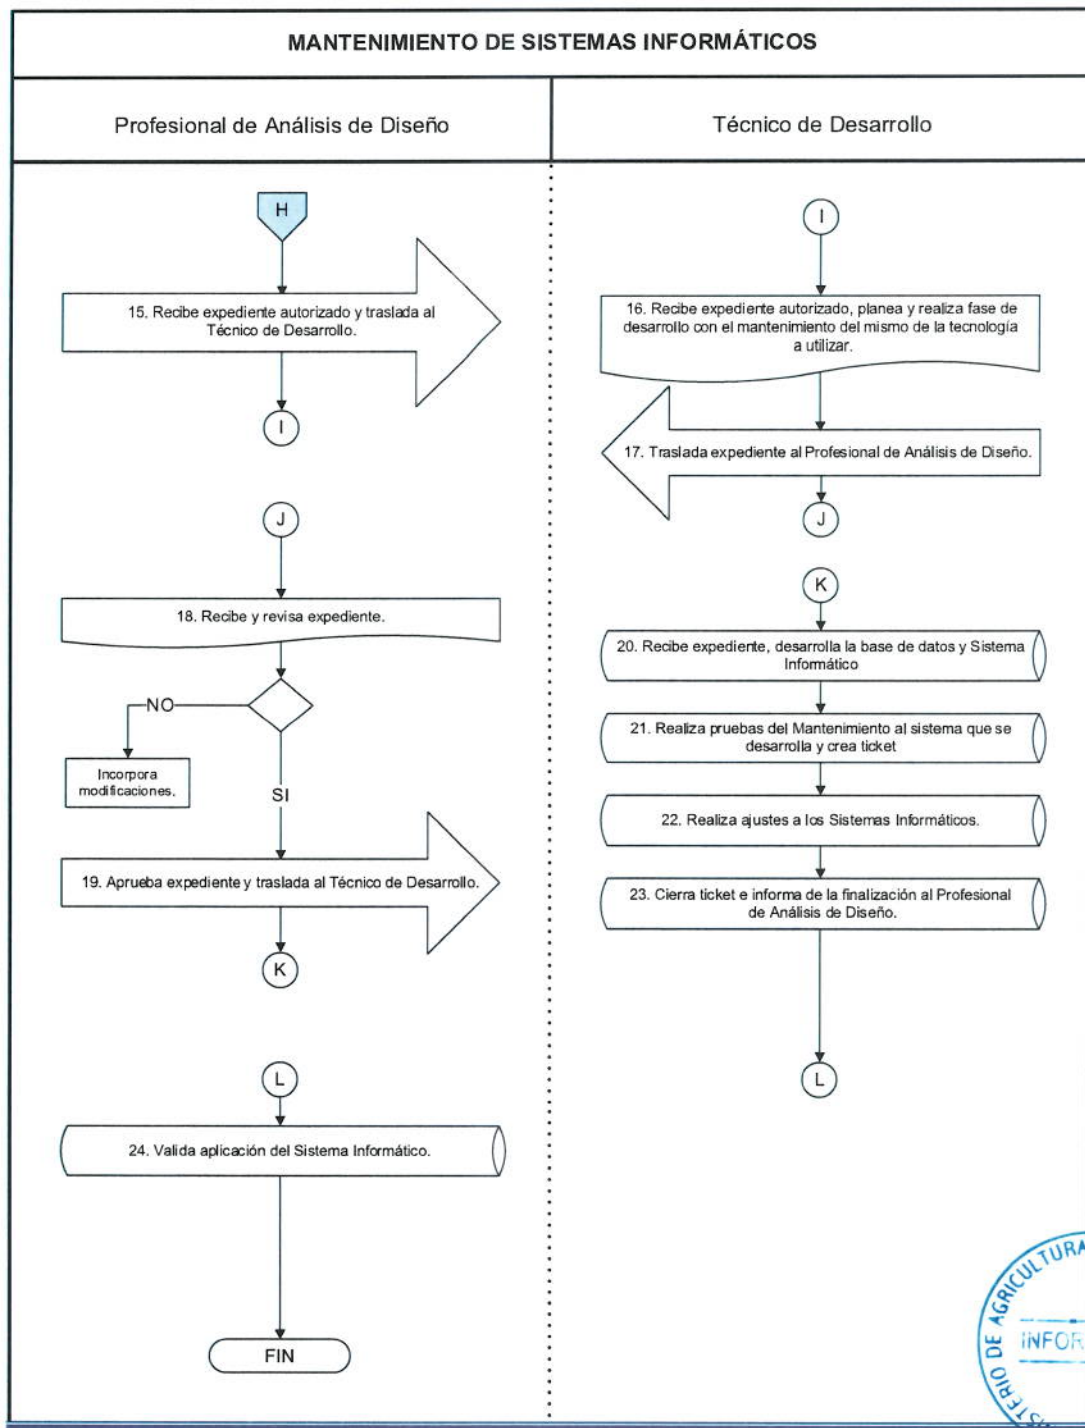 MANTENIMIENTO DE SISTEMAS INFORMÁTICOS
Profesional de Análisis de Diseño
Técnico de Desarrollo
H
15. Recibe expediente autorizado y traslada al
Técnico de Desarrollo.
I
J
18. Recibe y revisa expediente.
NO
Incorpora
modificaciones.
SI
19. Aprueba expediente y traslada al Técnico de Desarrollo.
K
L
24. Valida aplicación del Sistema Informático.
FIN
I
16. Recibe expediente autorizado, planea y realiza fase de
desarrollo con el mantenimiento del mismo de la tecnología
a utilizar.
17. Traslada expediente al Profesional de Análisis de Diseño.
J
K
20. Recibe expediente, desarrolla la base de datos y Sistema
Informático
21. Realiza pruebas del Mantenimiento al sistema que se
desarrolla y crea ticket
22. Realiza ajustes a los Sistemas Informáticos.
23. Cierra ticket e informa de la finalización al Profesional
de Análisis de Diseño.
L
DE AGRICULTURA